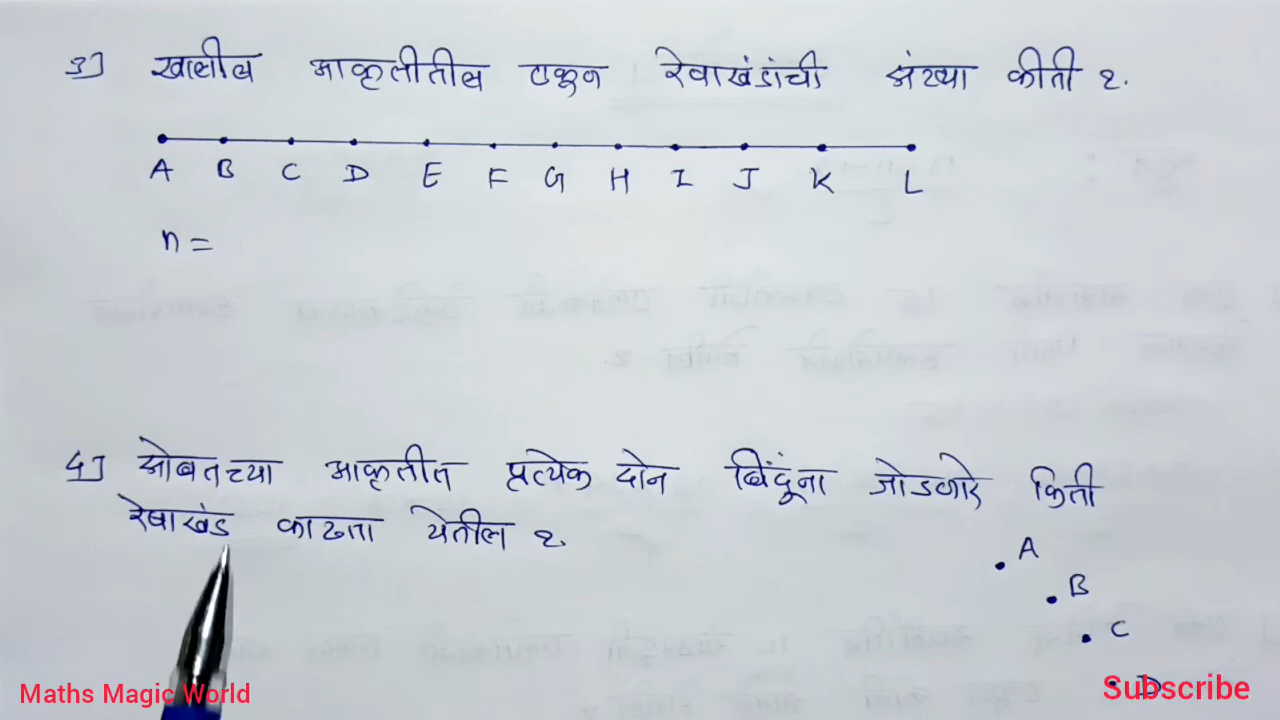 3] खालील आकृतीतील एकूण रेषाखंडांची संख्या किती ?.
A B C D E F G H I J K L
n =
4] सोबतच्या आकृतीत प्रत्येक दोन बिंदूंना जोडणारे किती
रेषाखंड काढता येतील ?.
A
B
C
D
Maths Magic World
Subscribe